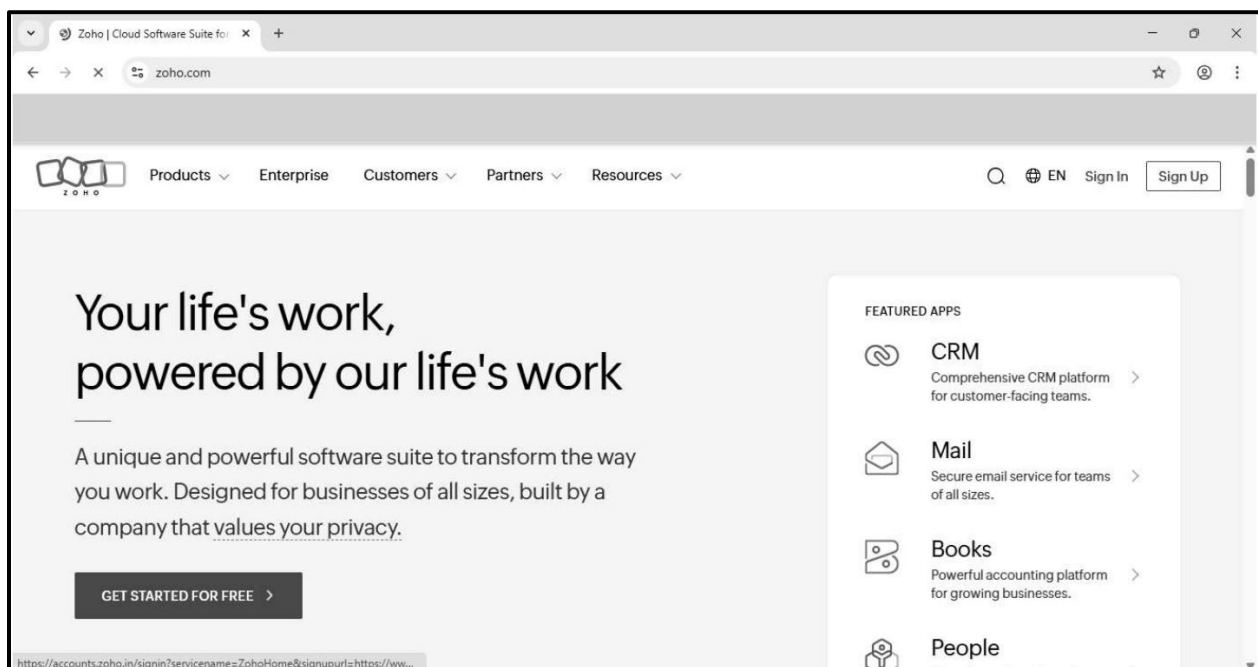 Zoho | Cloud Software Suite for
zoho.com
ZOHO
Products
Enterprise
Customers
Partners
Resources
EN
Sign In
Sign Up
Your life's work,
powered by our life's work
A unique and powerful software suite to transform the way
you work. Designed for businesses of all sizes, built by a
company that values your privacy.
GET STARTED FOR FREE
FEATURED APPS
CRM
Comprehensive CRM platform
for customer-facing teams.
Mail
Secure email service for teams
of all sizes.
Books
Powerful accounting platform
for growing businesses.
People
https://accounts.zoho.in/signin?servicename=ZohoHome&signupurl=https://ww...